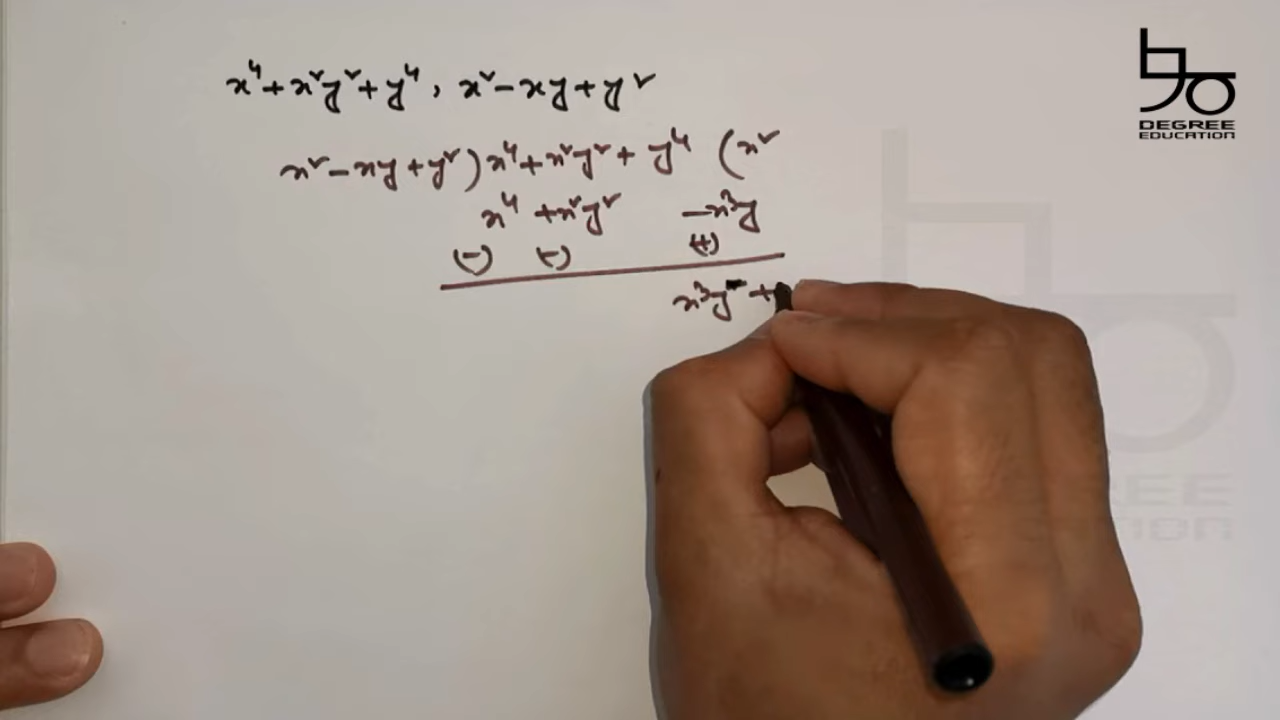 x⁴+x²y²+y⁴, x²-xy+y²
x²-xy+y²)x⁴+x²y²+y⁴(x²
x⁴ +x²y² -x³y
(-) (-) (+)
x³y +
DEGREE
EDUCATION